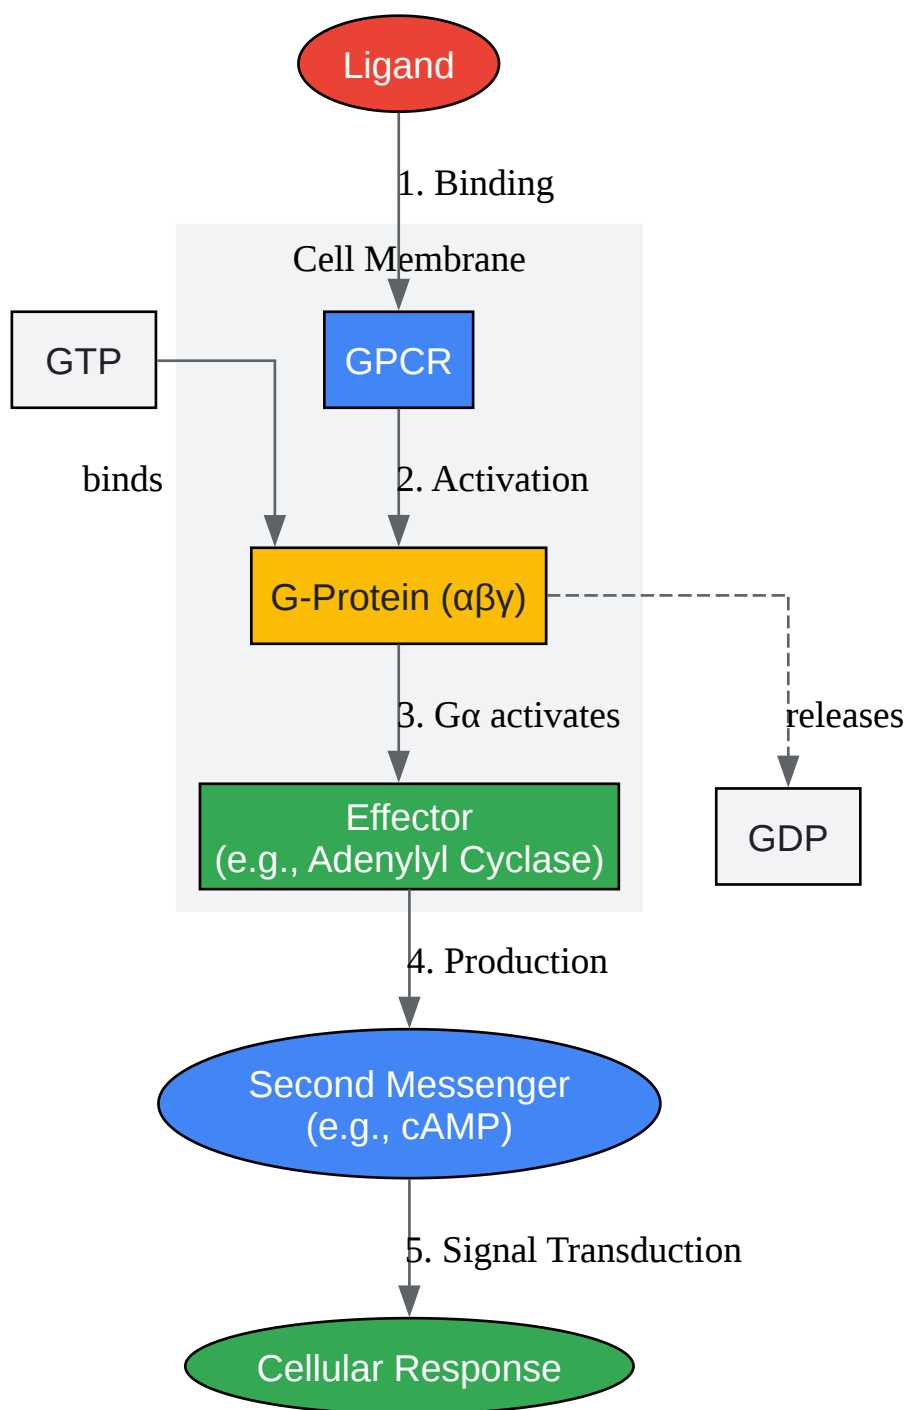 Ligand
1. Binding
Cell Membrane
GTP
GPCR
binds
2. Activation
G-Protein (αβγ)
3. Gα activates
releases
Effector
(e.g., Adenylyl Cyclase)
GDP
4. Production
Second Messenger
(e.g., cAMP)
5. Signal Transduction
Cellular Response